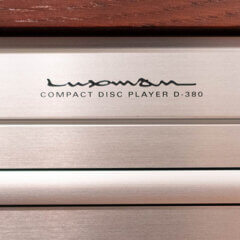 Luxman
COMPACT DISC PLAYER D-380